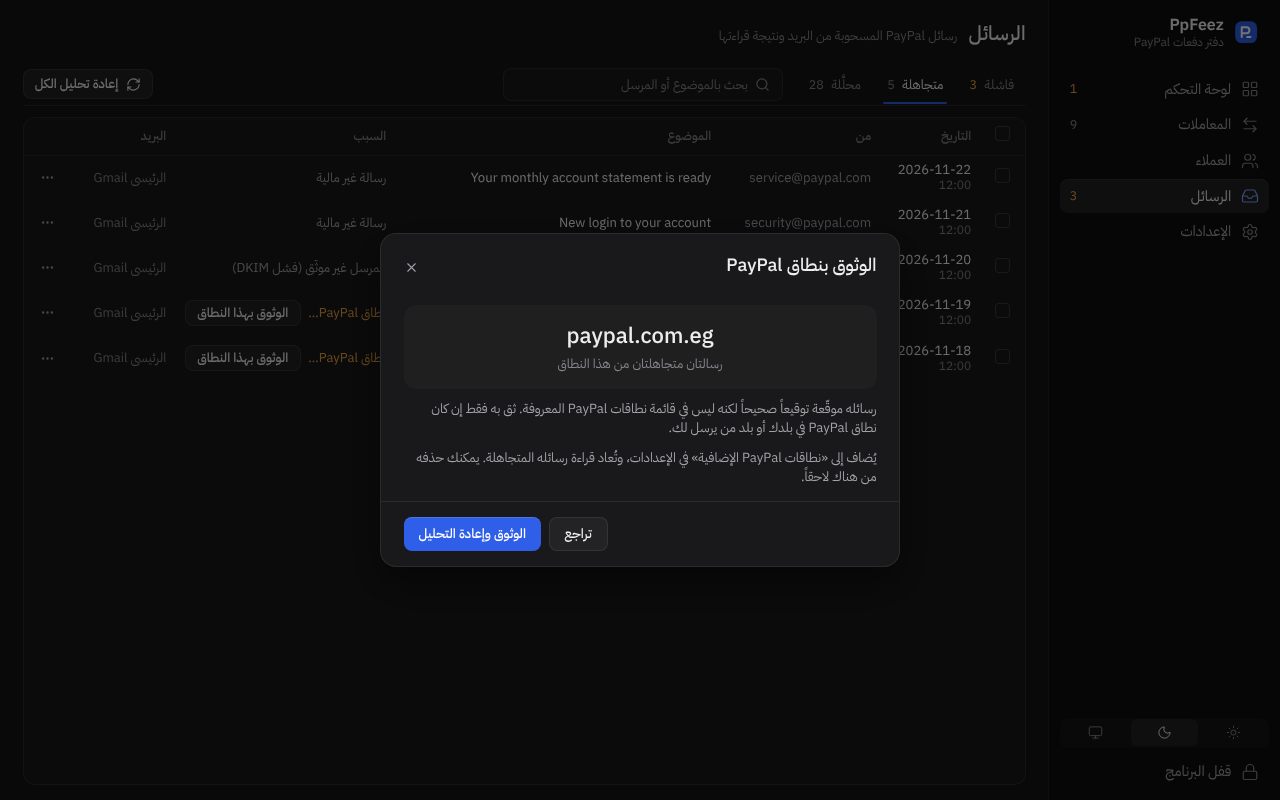 PpFeez
دفتر دفعات PayPal
لوحة التحكم 1
المعاملات 9
العملاء
الرسائل 3
الإعدادات
قفل البرنامج
الرسائل
رسائل PayPal المسحوبة من البريد ونتيجة قراءتها
فاشلة 3
متجاهلة 5
محلَّلة 28
بحث بالموضوع أو المرسل
إعادة تحليل الكل
التاريخ من الموضوع السبب البريد
2026-11-22 12:00 service@paypal.com Your monthly account statement is ready رسالة غير مالية الرئيسي Gmail
2026-11-21 12:00 security@paypal.com New login to your account رسالة غير مالية الرئيسي Gmail
2026-11-20 12:00 غير موثّق (فشل DKIM) الرئيسي Gmail
2026-11-19 12:00 PayPal... الوثوق بهذا النطاق الرئيسي Gmail
2026-11-18 12:00 PayPal... الوثوق بهذا النطاق الرئيسي Gmail
الوثوق بنطاق PayPal
paypal.com.eg
رسالتان متجاهلتان من هذا النطاق
رسائله موقّعة توقيعاً صحيحاً لكنه ليس في قائمة نطاقات PayPal المعروفة. ثق به فقط إن كان
نطاق PayPal في بلدك أو بلد من يرسل لك.
يُضاف إلى «نطاقات PayPal الإضافية» في الإعدادات، وتُعاد قراءة رسائله المتجاهلة. يمكنك حذفه
من هناك لاحقاً.
تراجع
الوثوق وإعادة التحليل